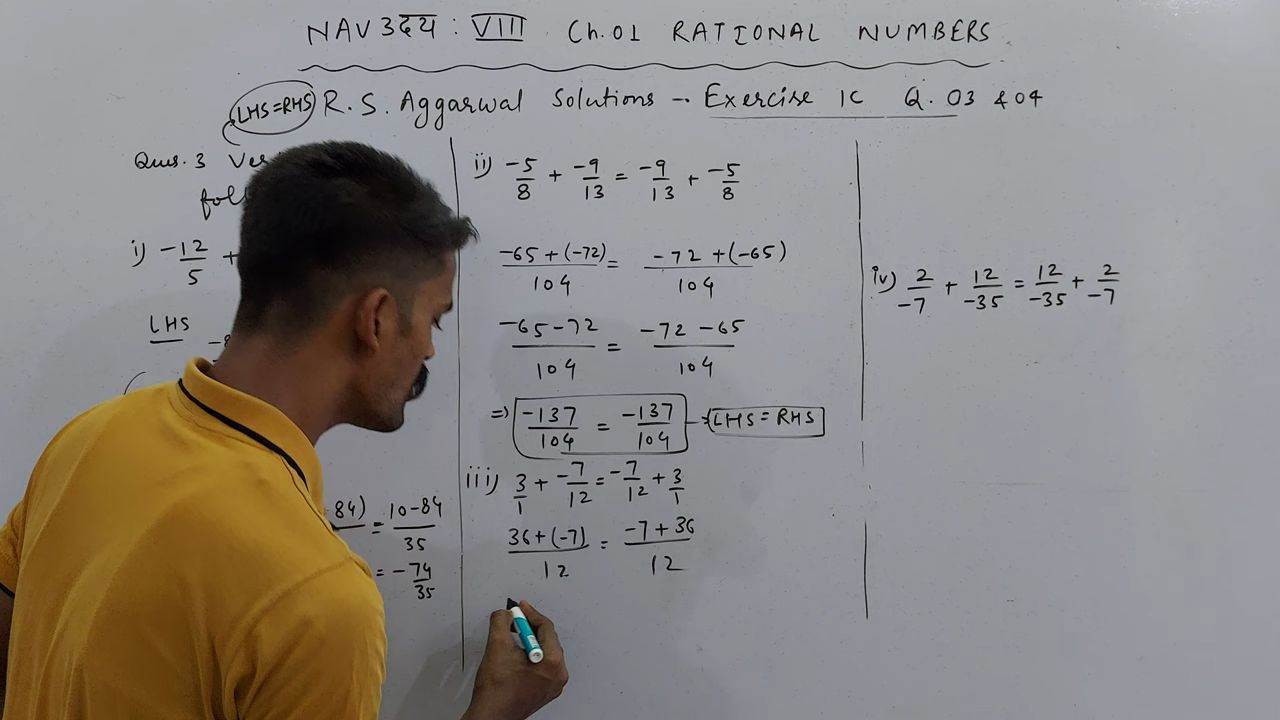 NAV उदय : VIII Ch.01 RATIONAL NUMBERS
LHS=RHS R. S. Aggarwal Solutions - Exercise 1C Q. 03 & 04
Ques. 3
i) -12/5 +
LHS
84) / = 10-84/35
= -74/35
ii) -5/8 + -9/13 = -9/13 + -5/8
-65+(-72)/104 = -72+(-65)/104
-65-72/104 = -72-65/104
=> -137/104 = -137/104 → LHS = RHS
iii) 3/1 + -7/12 = -7/12 + 3/1
36+(-7)/12 = -7+36/12
iv) 2/-7 + 12/-35 = 12/-35 + 2/-7